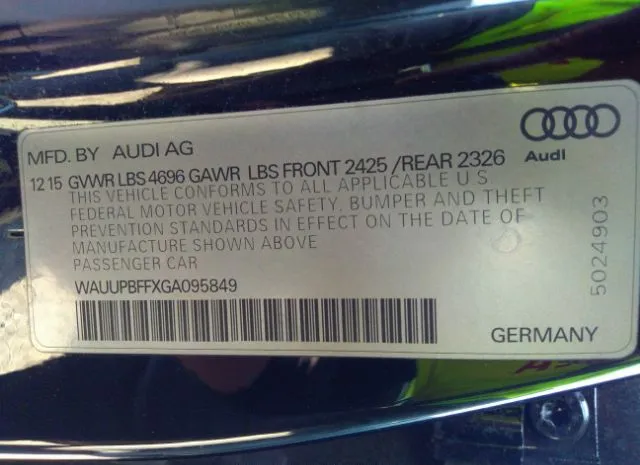 MFD. BY AUDI AG
12 15 GVWR LBS 4696 GAWR LBS FRONT 2425 / REAR 2326
THIS VEHICLE CONFORMS TO ALL APPLICABLE U S
FEDERAL MOTOR VEHICLE SAFETY, BUMPER AND THEFT
PREVENTION STANDARDS IN EFFECT ON THE DATE OF
MANUFACTURE SHOWN ABOVE
PASSENGER CAR
WAUUPBFFXGA095849
Audi
5024903
GERMANY